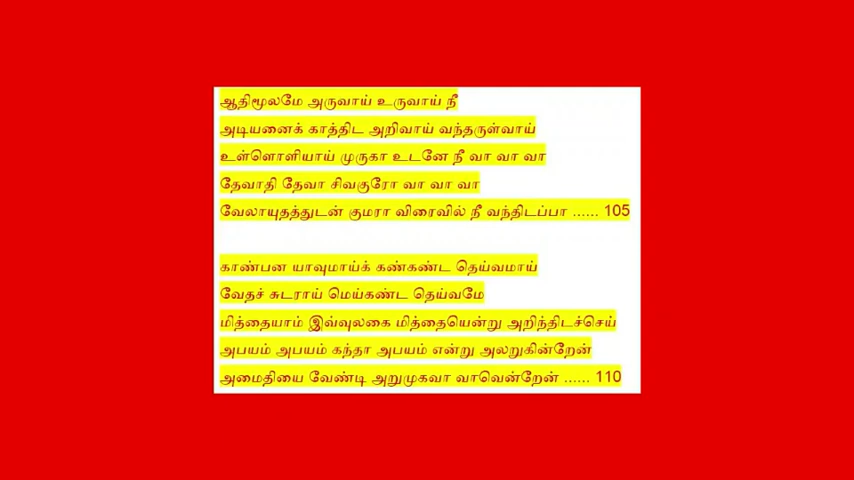 ஆதிமூலமே அருவாய் உருவாய் நீ
அடியனைக் காத்திட அறிவாய் வந்தருள்வாய்
உள்ளொளியாய் முருகா உடனே நீ வா வா வா
தேவாதி தேவா சிவகுரோ வா வா வா
வேலாயுதத்துடன் குமரா விரைவில் நீ வந்திடப்பா ...... 105
காண்பன யாவுமாய்க் கண்கண்ட தெய்வமாய்
வேதச் சுடராய் மெய்கண்ட தெய்வமே
மித்தையாம் இவ்வுலகை மித்தையென்று அறிந்திடச்செய்
அபயம் அபயம் கந்தா அபயம் என்று அலறுகின்றேன்
அமைதியை வேண்டி அறுமுகவா வாவென்றேன் ...... 110